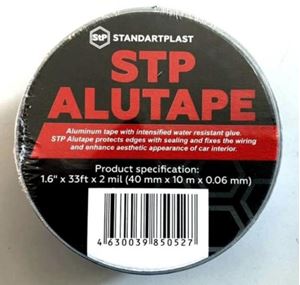 StP STANDARTPLAST
STP
ALUTAPE
Aluminum tape with intensified water resistant glue.
STP Alutape protects edges with sealing and fixes the wiring
and enhance aesthetic appearance of car interior.
Product specification:
1.6" x 33ft x 2 mil (40 mm x 10 m x 0.06 mm)
4 630039 850527